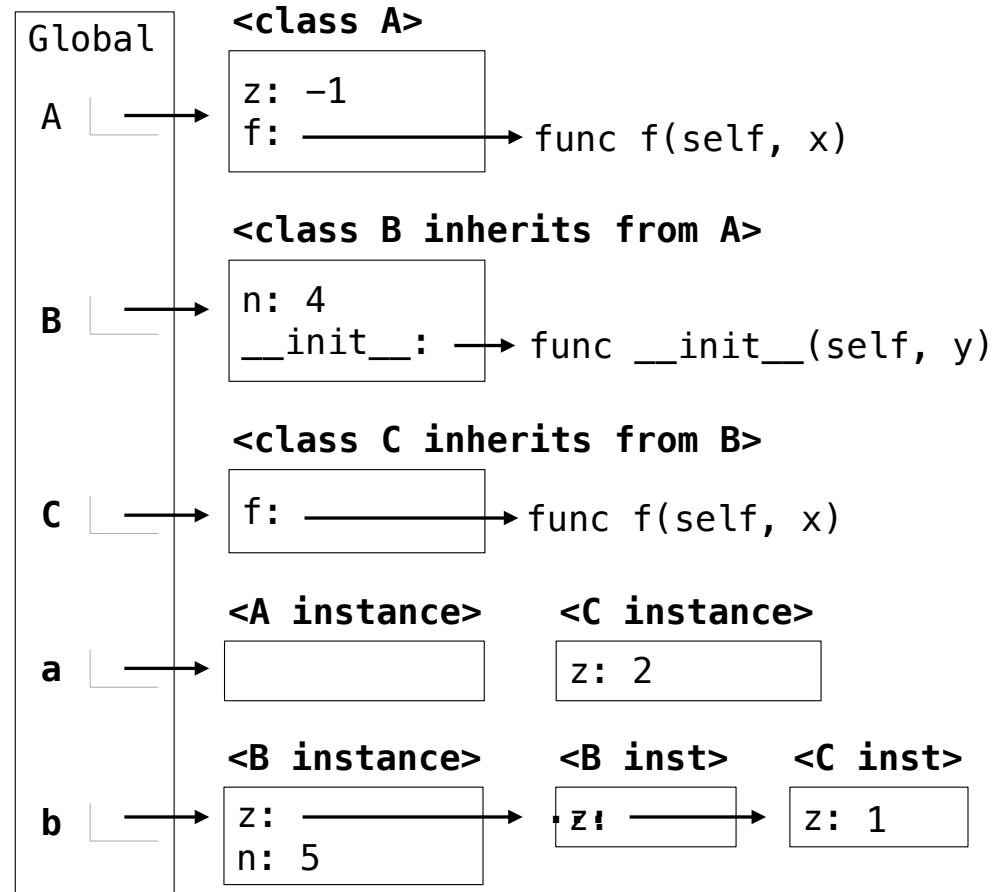 Global
<class A>
A
z: −1
f:
func f(self, x)
<class B inherits from A>
B
n: 4
__init__:
func __init__(self, y)
<class C inherits from B>
C
f:
func f(self, x)
<A instance>
<C instance>
a
z: 2
<B instance>
<B inst>
<C inst>
b
z:
n: 5
z:
z: 1